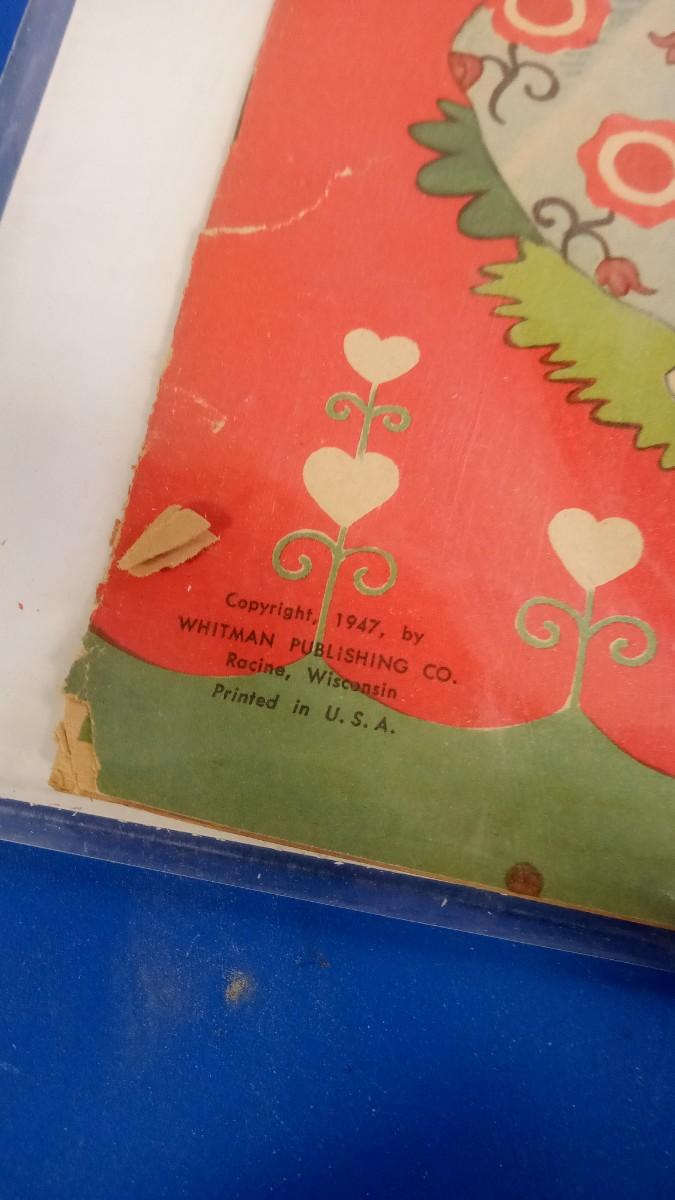 Copyright, 1947, by
WHITMAN PUBLISHING CO.
Racine, Wisconsin
Printed in U. S. A.